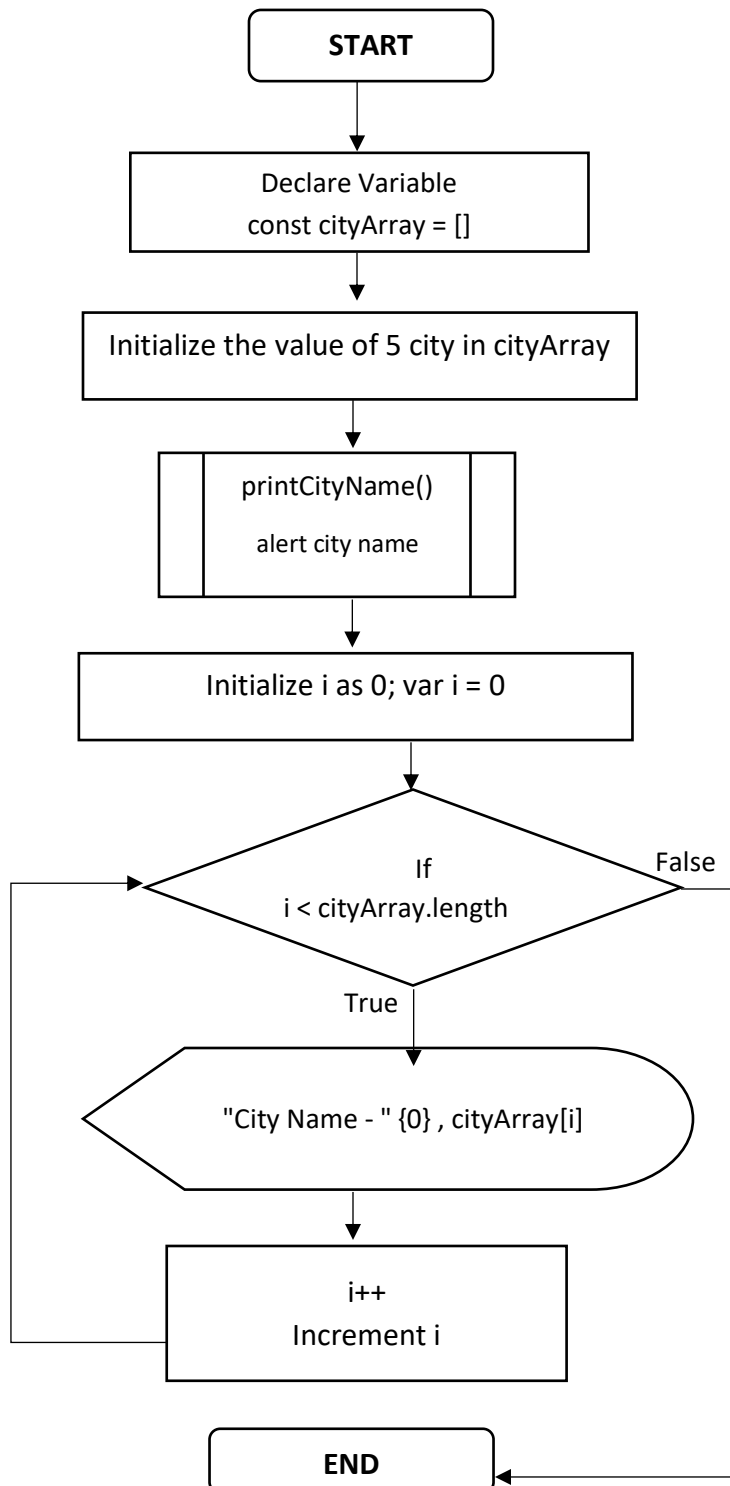 START
Declare Variable
const cityArray = []
Initialize the value of 5 city in cityArray
printCityName()
alert city name
Initialize i as 0; var i = 0
If
i < cityArray.length
False
True
"City Name - " {0} , cityArray[i]
i++
Increment i
END